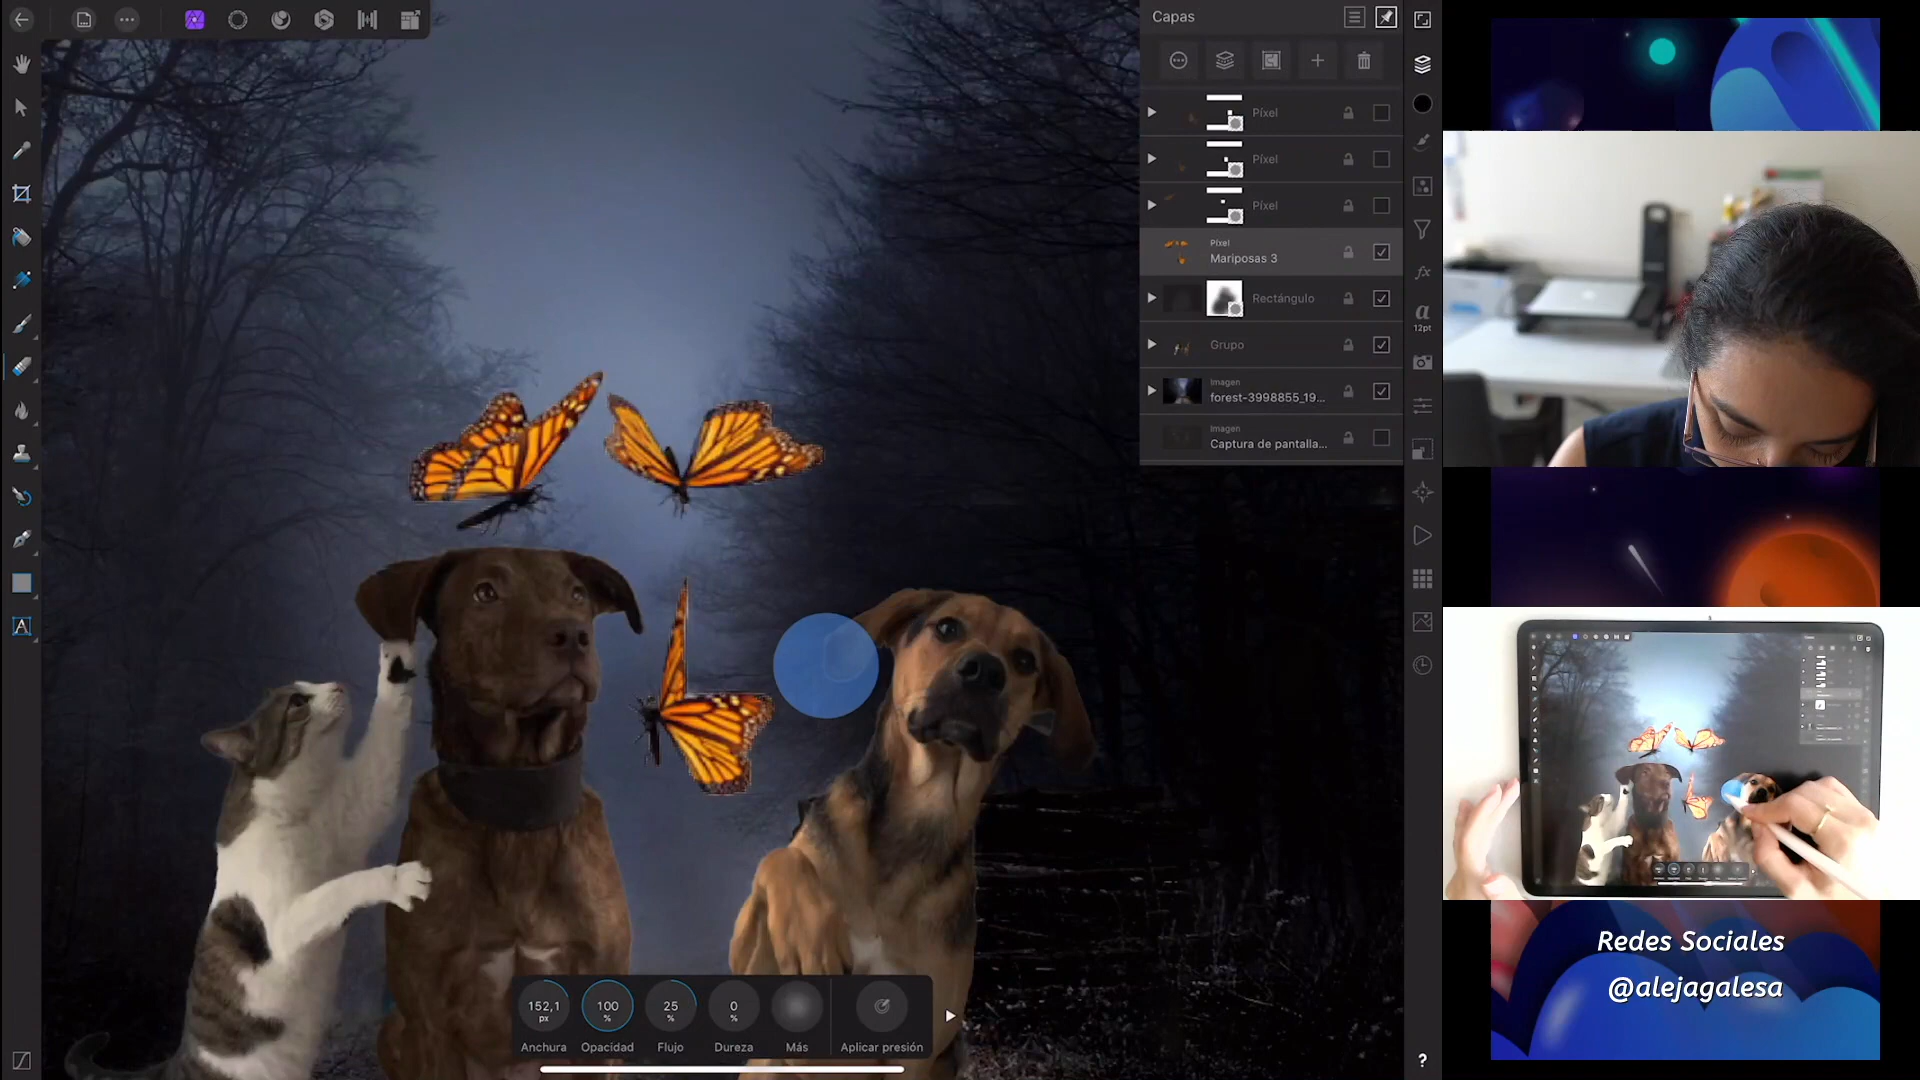 Capas
Píxel
Píxel
Píxel
Píxel
Mariposas 3
Rectángulo
Grupo
Imagen
forest-3998855_19...
Imagen
Captura de pantalla...
a
12pt
A
152,1
px
100
%
25
%
0
%
Anchura
Opacidad
Flujo
Dureza
Más
Aplicar presión
?
Redes Sociales
@alejagalesa